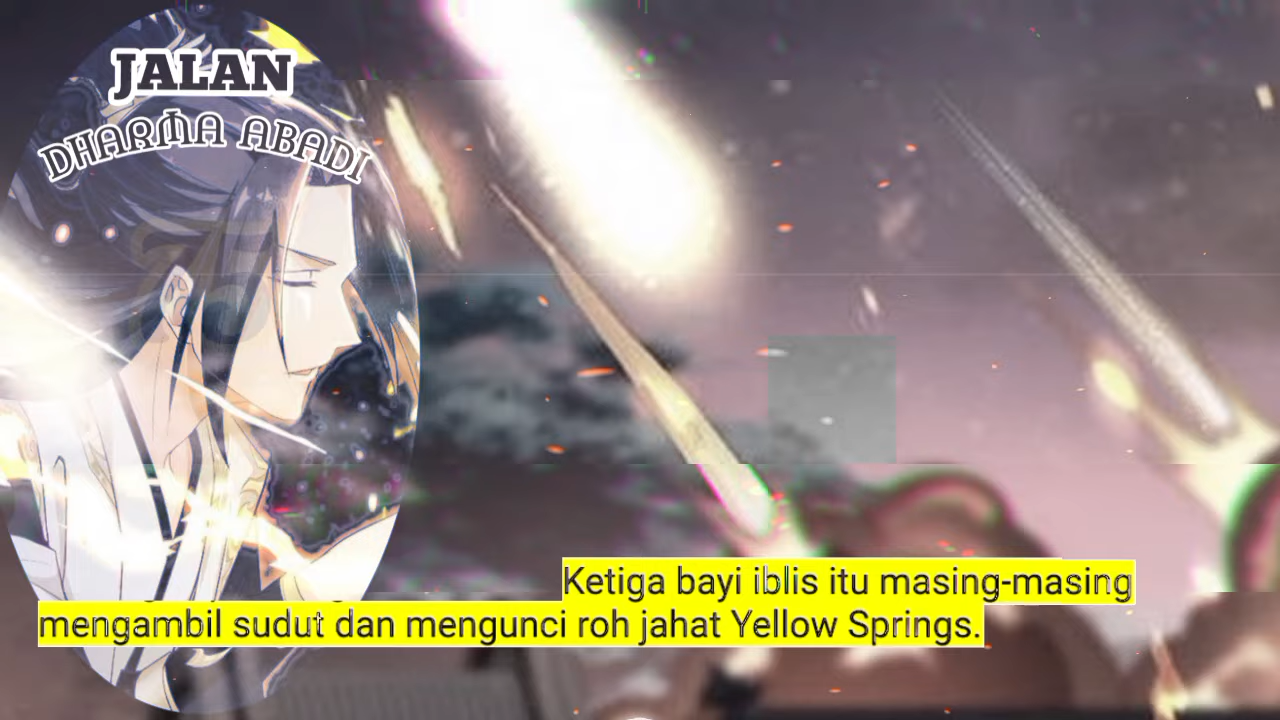 JALAN
DHARMA ABADI
Ketiga bayi iblis itu masing-masing
mengambil sudut dan mengunci roh jahat Yellow Springs.